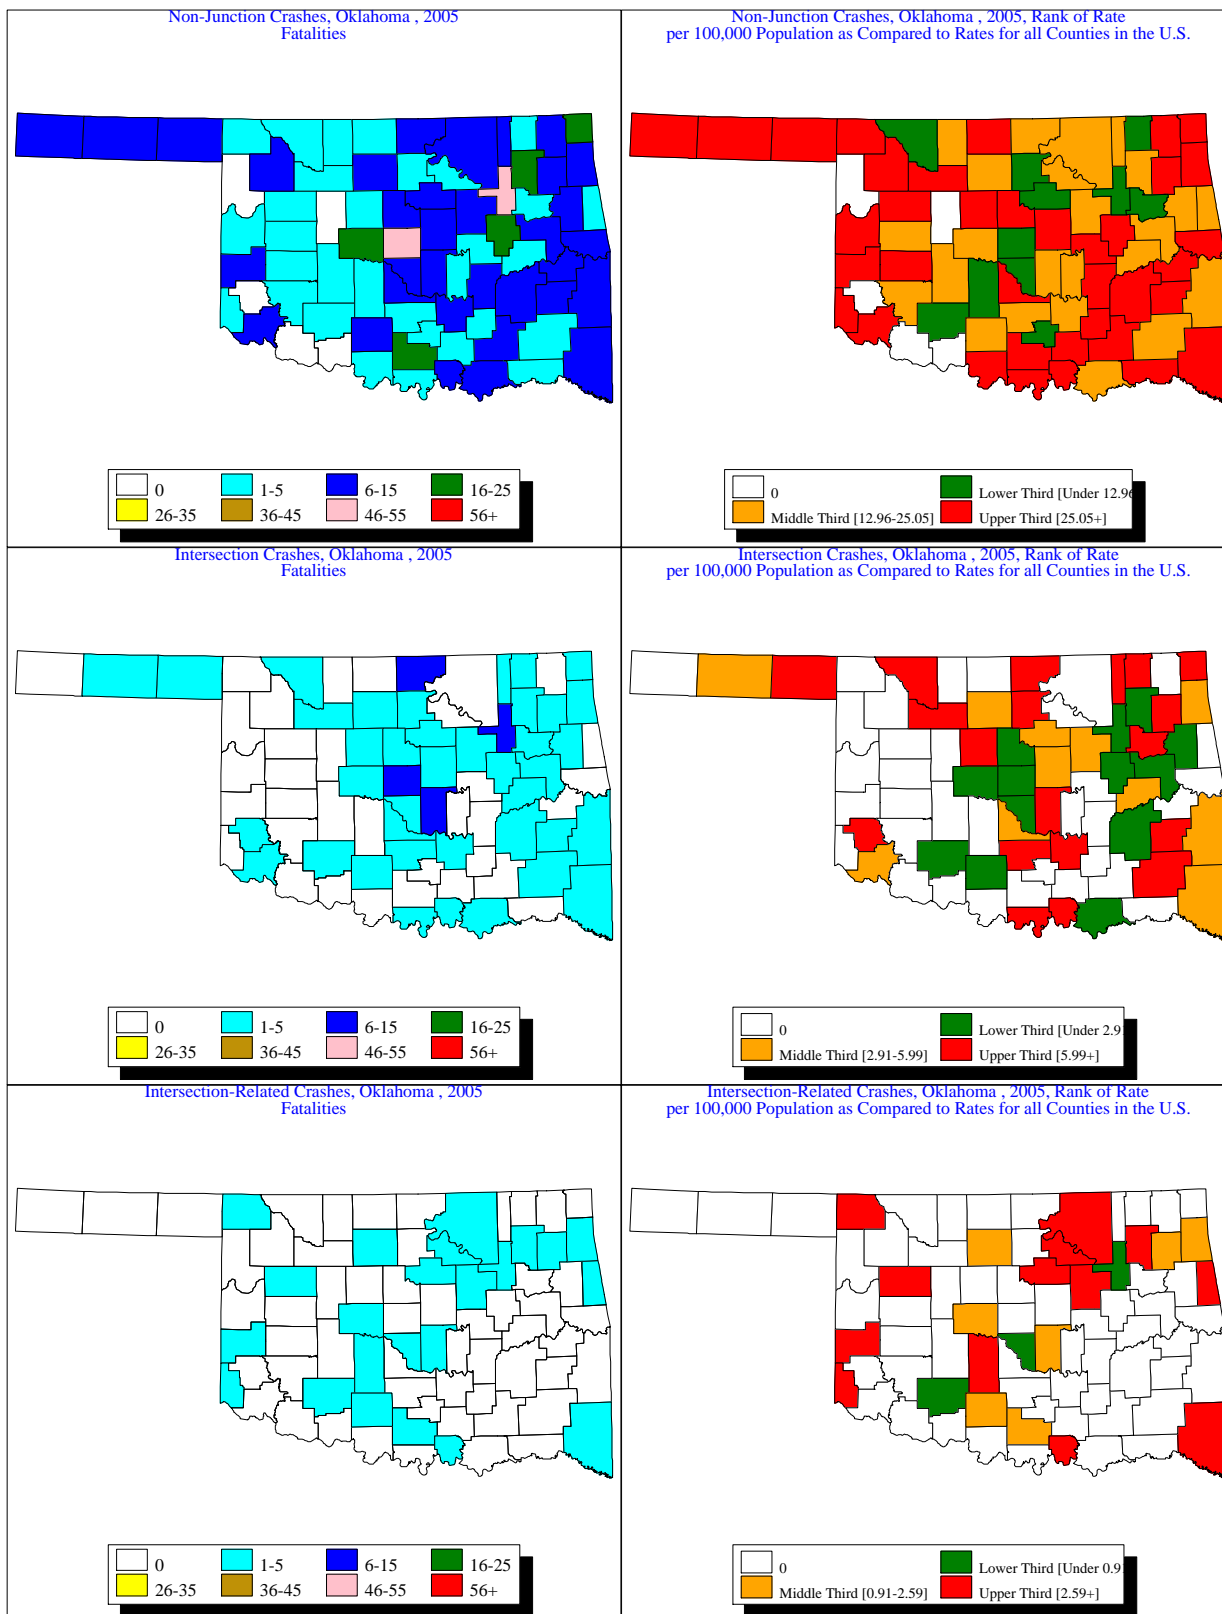 Non-Junction Crashes, Oklahoma , 2005
Fatalities
0 1-5 6-15 16-25
26-35 36-45 46-55 56+
Non-Junction Crashes, Oklahoma , 2005, Rank of Rate
per 100,000 Population as Compared to Rates for all Counties in the U.S.
0 Lower Third [Under 12.96
Middle Third [12.96-25.05] Upper Third [25.05+]
Intersection Crashes, Oklahoma , 2005
Fatalities
0 1-5 6-15 16-25
26-35 36-45 46-55 56+
Intersection Crashes, Oklahoma , 2005, Rank of Rate
per 100,000 Population as Compared to Rates for all Counties in the U.S.
0 Lower Third [Under 2.91
Middle Third [2.91-5.99] Upper Third [5.99+]
Intersection-Related Crashes, Oklahoma , 2005
Fatalities
0 1-5 6-15 16-25
26-35 36-45 46-55 56+
Intersection-Related Crashes, Oklahoma , 2005, Rank of Rate
per 100,000 Population as Compared to Rates for all Counties in the U.S.
0 Lower Third [Under 0.91
Middle Third [0.91-2.59] Upper Third [2.59+]